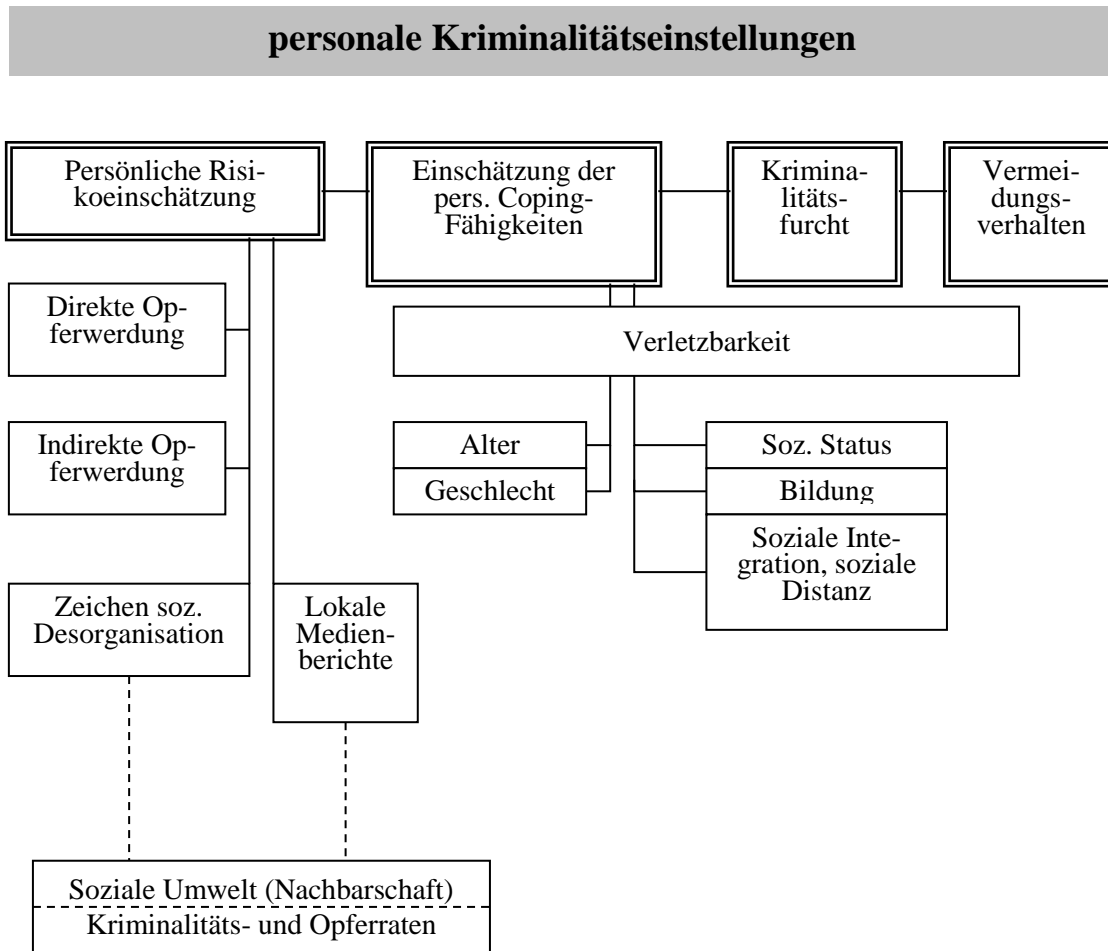 personale Kriminalitätseinstellungen
Persönliche Risi-
koeinschätzung
Einschätzung der
pers. Coping-
Fähigkeiten
Krimina-
litäts-
furcht
Vermei-
dungs-
verhalten
Direkte Op-
ferwerdung
Verletzbarkeit
Indirekte Op-
ferwerdung
Alter
Geschlecht
Soz. Status
Bildung
Soziale Inte-
gration, soziale
Distanz
Zeichen soz.
Desorganisation
Lokale
Medien-
berichte
Soziale Umwelt (Nachbarschaft)
Kriminalitäts- und Opferraten